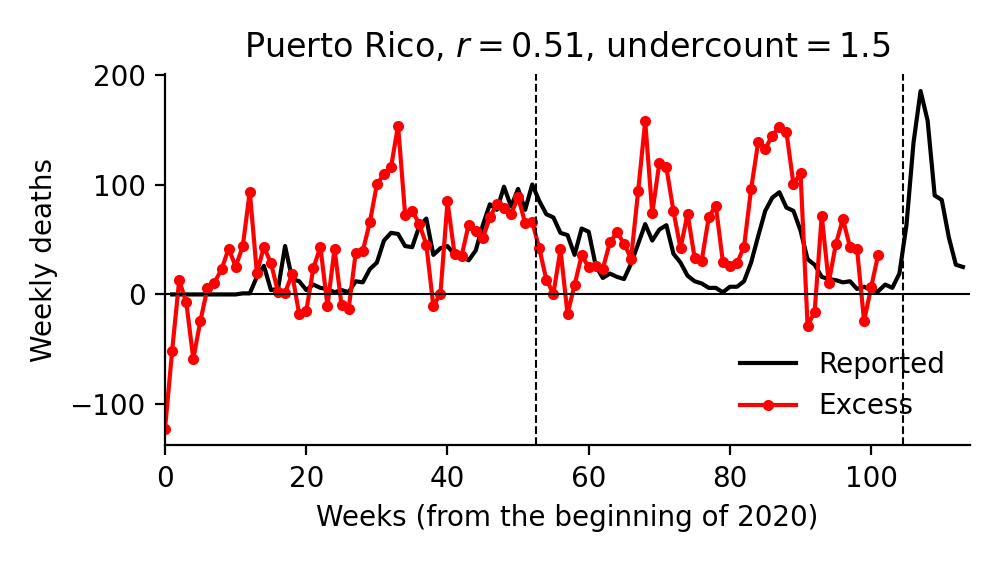 Puerto Rico, r = 0.51, undercount = 1.5
Weekly deaths
200
100
0
−100
Reported
Excess
0 20 40 60 80 100
Weeks (from the beginning of 2020)